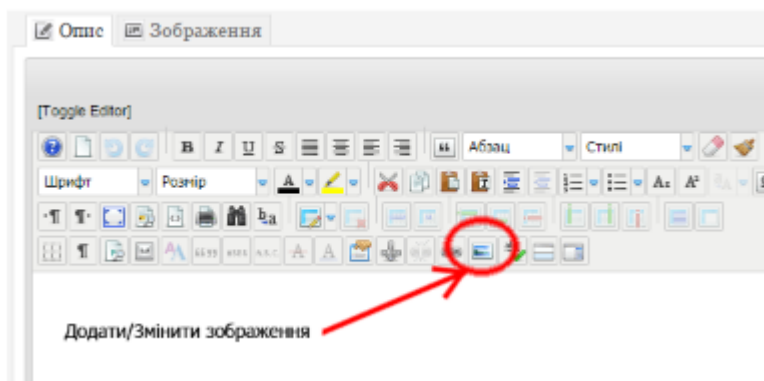 Опис Зображення
[Toggle Editor]
B I U S Абзац Стилі
Шрифт Розмір A
Додати/Змінити зображення